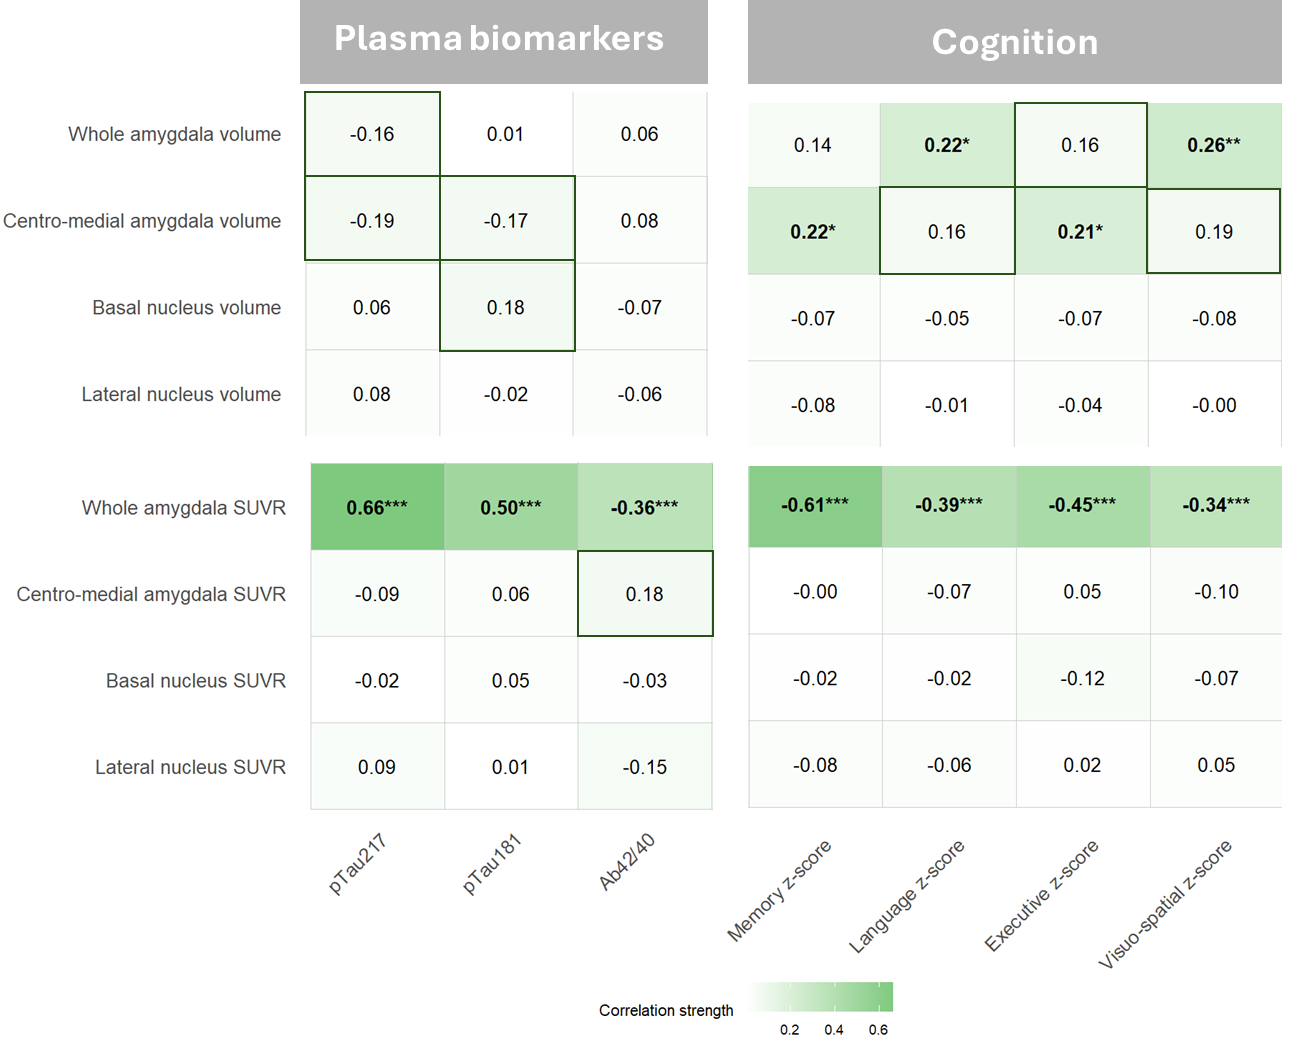 Plasma biomarkers Cognition
Whole amygdala volume -0.16 0.01 0.06 0.14 0.22* 0.16 0.26**
Centro-medial amygdala volume -0.19 -0.17 0.08 0.22* 0.16 0.21* 0.19
Basal nucleus volume 0.06 0.18 -0.07 -0.07 -0.05 -0.07 -0.08
Lateral nucleus volume 0.08 -0.02 -0.06 -0.08 -0.01 -0.04 -0.00
Whole amygdala SUVR 0.66*** 0.50*** -0.36*** -0.61*** -0.39*** -0.45*** -0.34***
Centro-medial amygdala SUVR -0.09 0.06 0.18 -0.00 -0.07 0.05 -0.10
Basal nucleus SUVR -0.02 0.05 -0.03 -0.02 -0.02 -0.12 -0.07
Lateral nucleus SUVR 0.09 0.01 -0.15 -0.08 -0.06 0.02 0.05
pTau217 pTau181 Ab42/40 Memory z-score Language z-score Executive z-score Visuo-spatial z-score
Correlation strength
0.2 0.4 0.6